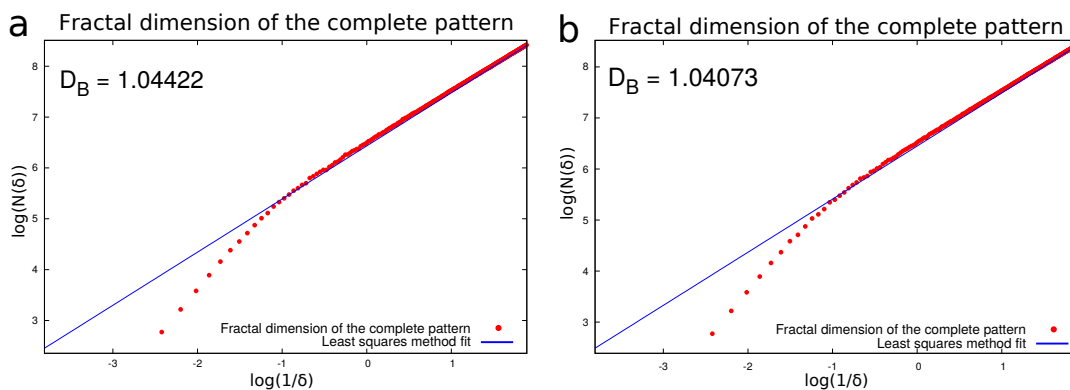 a
Fractal dimension of the complete pattern
D_B = 1.04422
log(N(δ))
8
7
6
5
4
3
-3
-2
-1
0
1
log(1/δ)
Fractal dimension of the complete pattern
Least squares method fit
b
Fractal dimension of the complete pattern
D_B = 1.04073
log(N(δ))
8
7
6
5
4
3
-3
-2
-1
0
1
log(1/δ)
Fractal dimension of the complete pattern
Least squares method fit